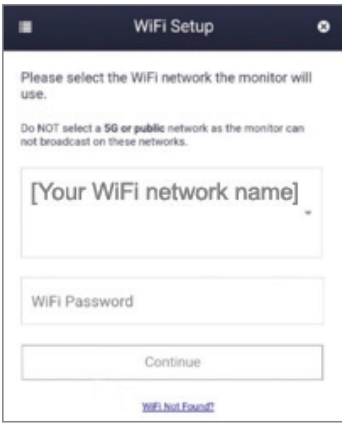 WiFi Setup
Please select the WiFi network the monitor will
use.
Do NOT select a 5G or public network as the monitor can
not broadcast on these networks.
[Your WiFi network name]
WiFi Password
Continue
WiFi Not Found?